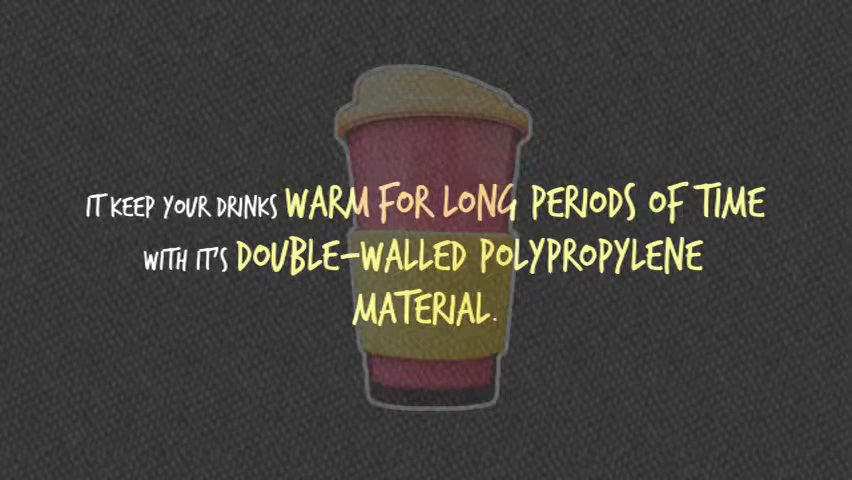 IT KEEP YOUR DRINKS WARM FOR LONG PERIODS OF TIME
WITH IT'S DOUBLE-WALLED POLYPROPYLENE
MATERIAL.